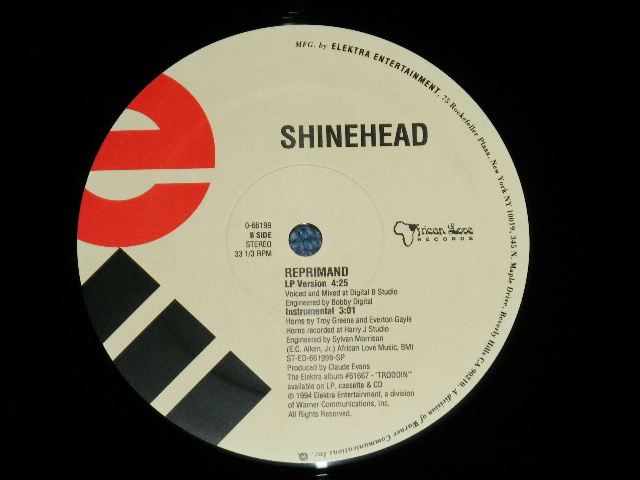 MFG. by ELEKTRA ENTERTAINMENT, 75 Rockefeller Plaza, New York NY 10019; 345 N. Maple Drive, Beverly Hills CA 90210. A division of Warner Communications Inc.
SHINEHEAD
0-66199
B SIDE
STEREO
33 1/3 RPM
African Love
RECORDS
REPRIMAND
LP Version 4:25
Voiced and Mixed at Digital B Studio
Engineered by Bobby Digital
Instrumental 3:01
Horns by Troy Greene and Everton Gayle
Horns recorded at Harry J Studio
Engineered by Sylvan Morrison
(E.C. Aiken, Jr.) African Love Music, BMI
ST-ED-66199B-SP
Produced by Claude Evans
The Elektra album #61667 - "TRODDIN'"
available on LP, cassette & CD
℗ 1994 Elektra Entertainment, a division
of Warner Communications, Inc.
All Rights Reserved.